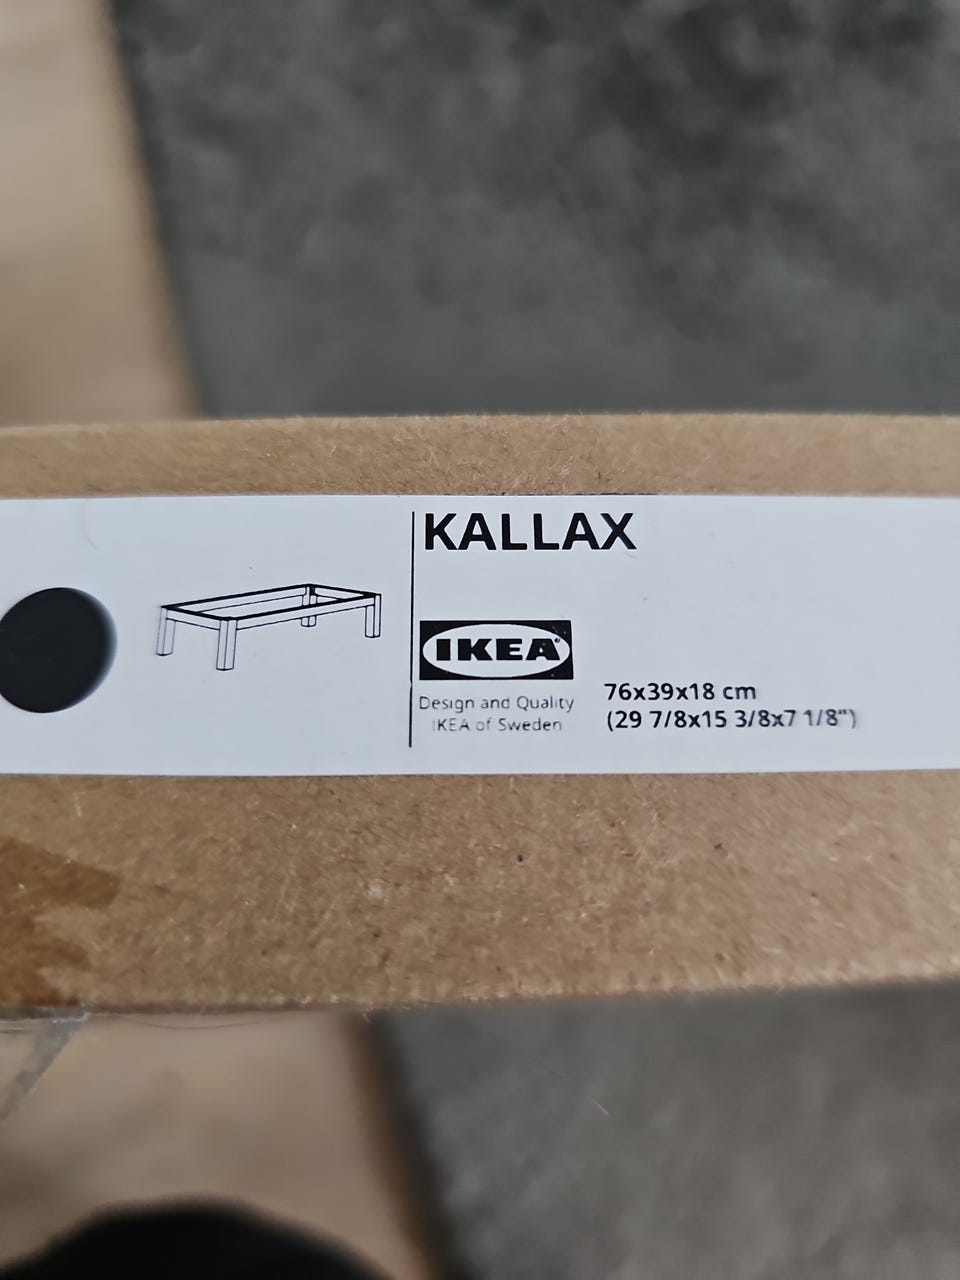 KALLAX
IKEA®
Design and Quality
IKEA of Sweden
76x39x18 cm
(29 7/8x15 3/8x7 1/8")